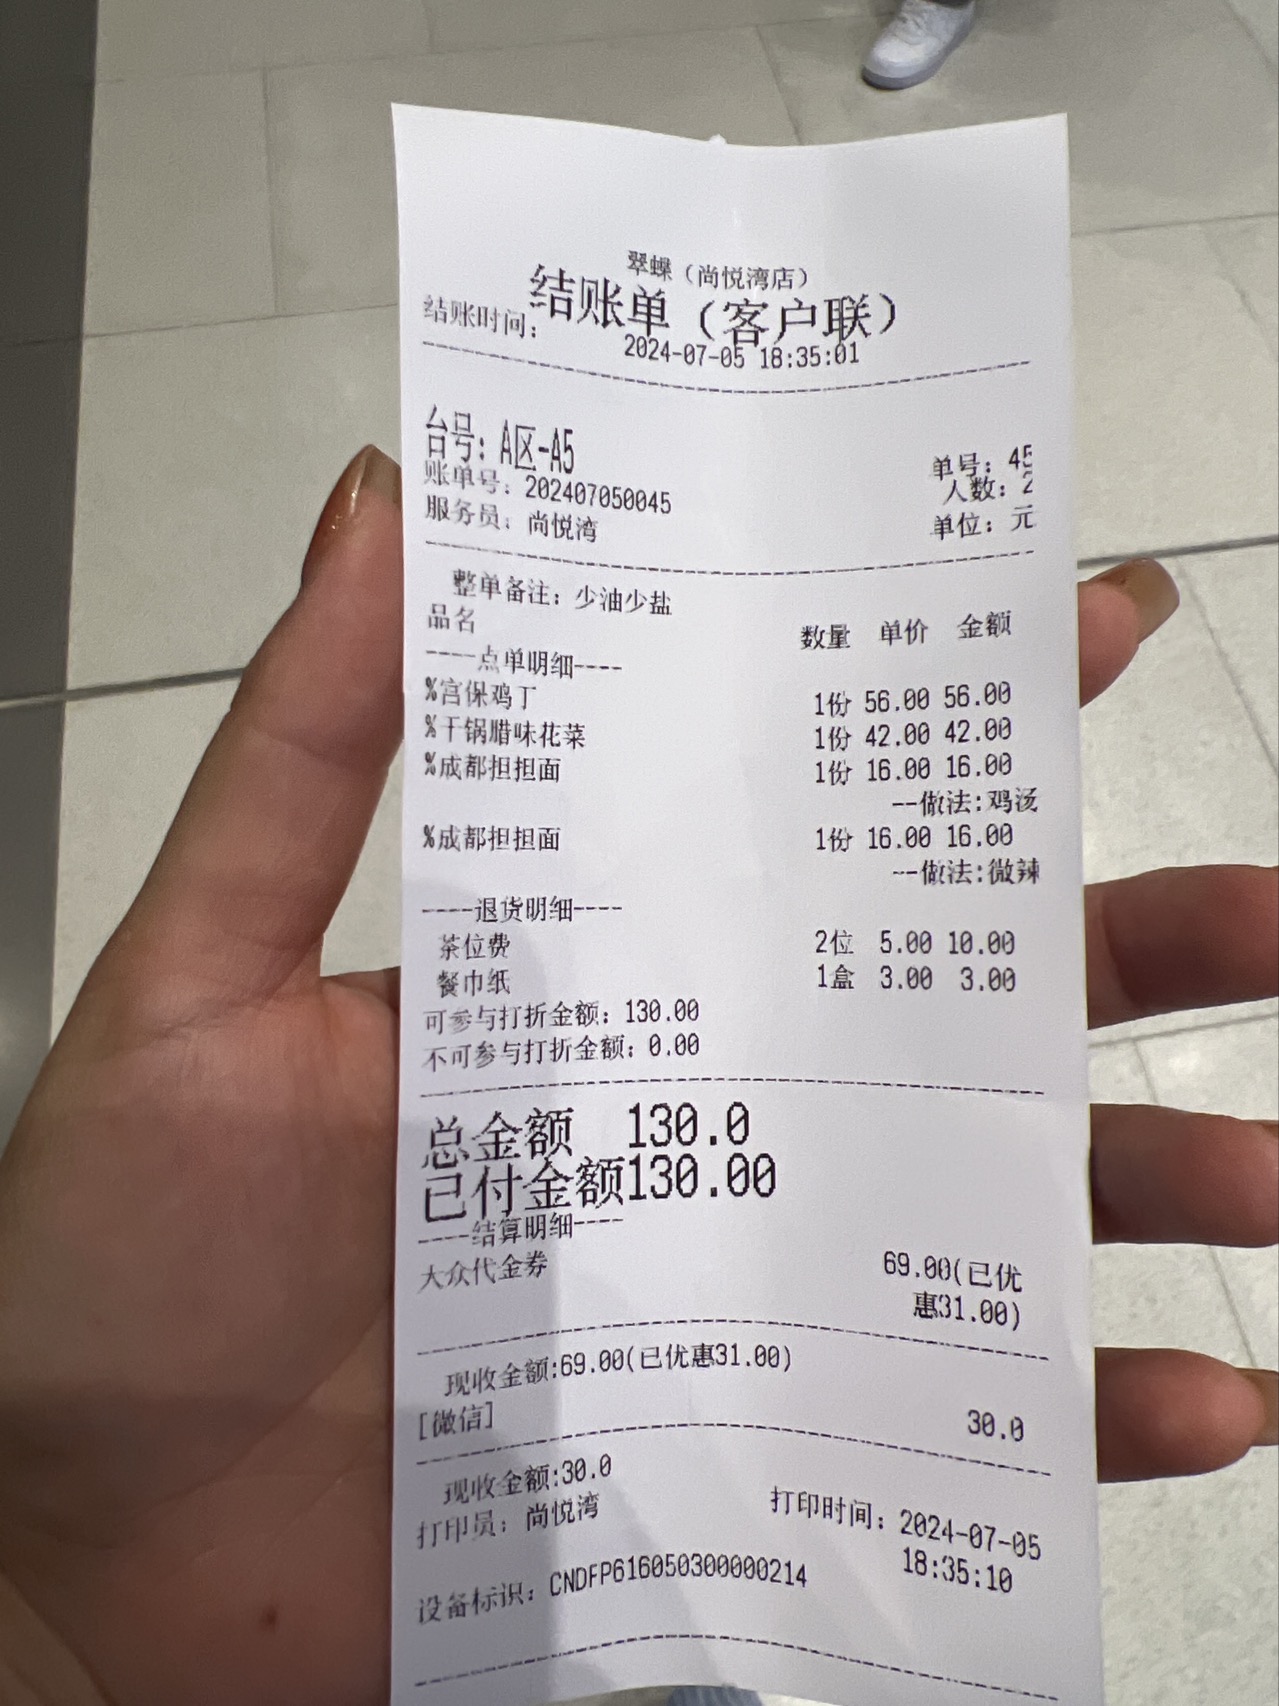 翠蝶（尚悦湾店）
结账单（客户联）
结账时间： 2024-07-05 18:35:01
台号：A区-A5
单号：45
账单号：202407050045
人数：2
服务员：尚悦湾
单位：元
整单备注：少油少盐
品名 数量 单价 金额
----点单明细----
%宫保鸡丁 1份 56.00 56.00
%干锅腊味花菜 1份 42.00 42.00
%成都担担面 1份 16.00 16.00
--做法:鸡汤
%成都担担面 1份 16.00 16.00
--做法:微辣
----退货明细----
茶位费 2位 5.00 10.00
餐巾纸 1盒 3.00 3.00
可参与打折金额：130.00
不可参与打折金额：0.00
总金额 130.0
已付金额130.00
----结算明细----
大众代金券 69.00(已优
惠31.00)
现收金额:69.00(已优惠31.00)
[微信] 30.0
现收金额:30.0
打印员：尚悦湾 打印时间：2024-07-05
18:35:10
设备标识：CNDFP616050300000214